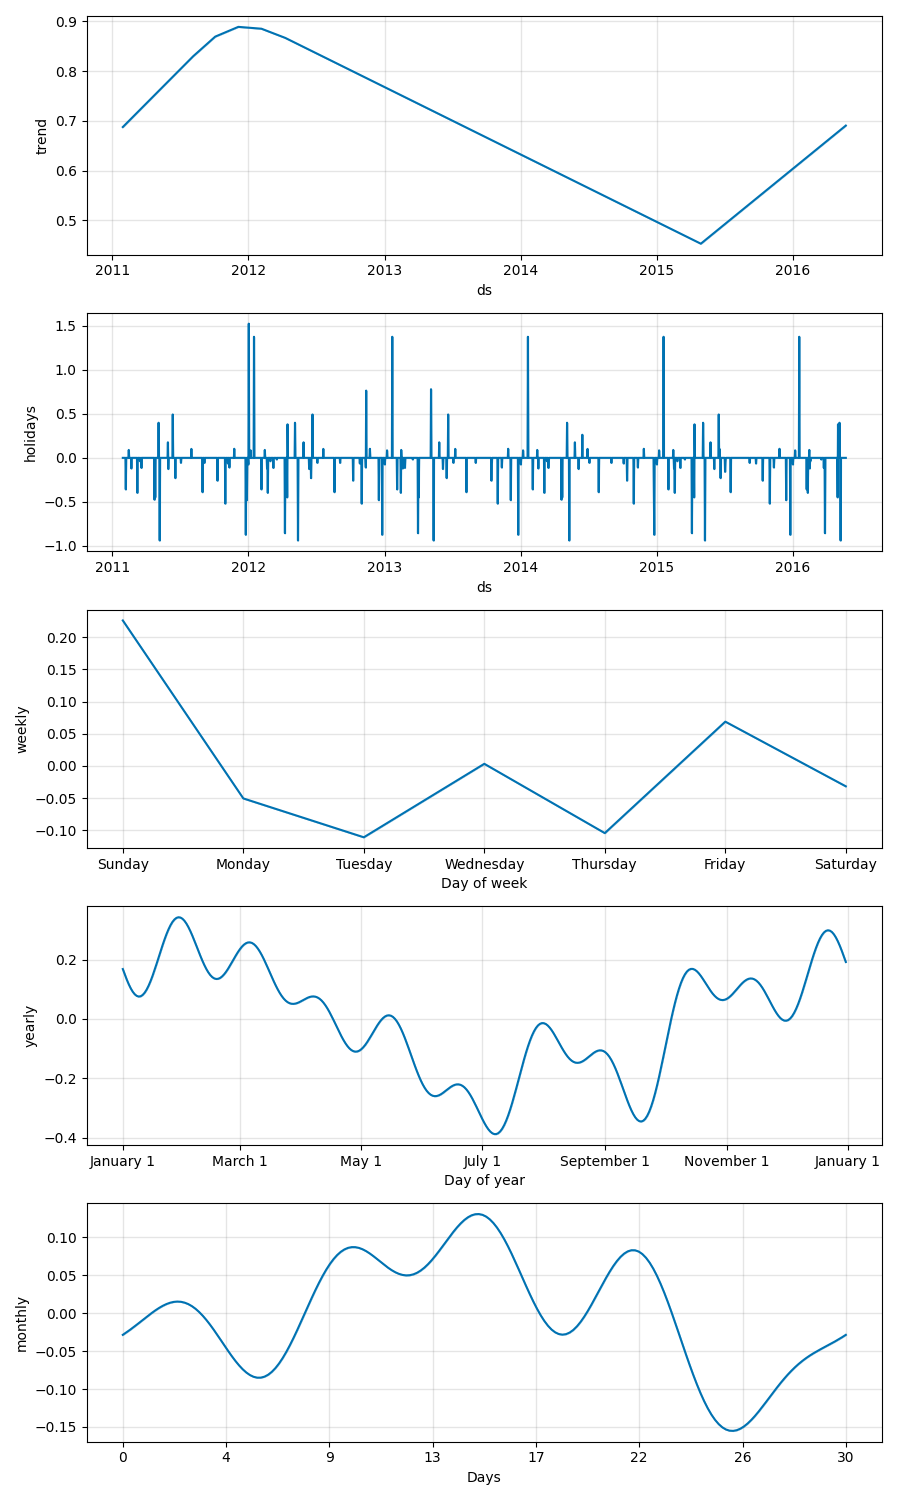 0.9
0.8
0.7
0.6
0.5
trend
2011 2012 2013 2014 2015 2016
ds
1.5
1.0
0.5
0.0
−0.5
−1.0
holidays
2011 2012 2013 2014 2015 2016
ds
0.20
0.15
0.10
0.05
0.00
−0.05
−0.10
weekly
Sunday Monday Tuesday Wednesday Thursday Friday Saturday
Day of week
0.2
0.0
−0.2
−0.4
yearly
January 1 March 1 May 1 July 1 September 1 November 1 January 1
Day of year
0.10
0.05
0.00
−0.05
−0.10
−0.15
monthly
0 4 9 13 17 22 26 30
Days